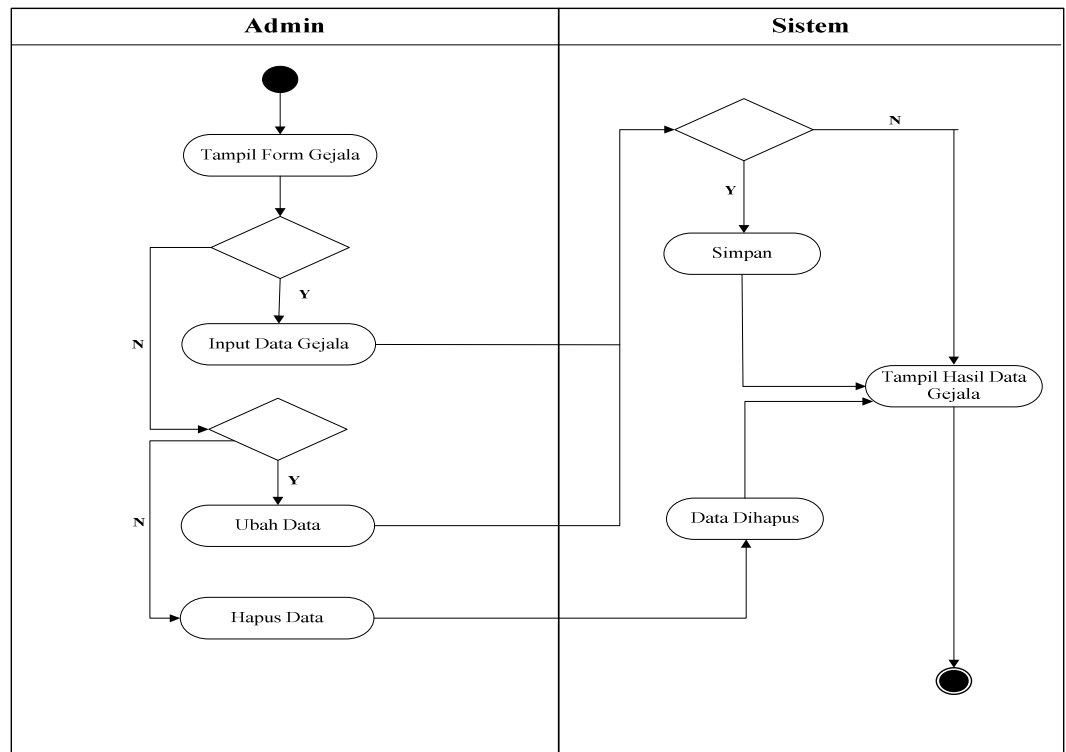 Admin
Sistem
Tampil Form Gejala
Y
N
Input Data Gejala
Y
N
Ubah Data
Hapus Data
N
Y
Simpan
Tampil Hasil Data
Gejala
Data Dihapus